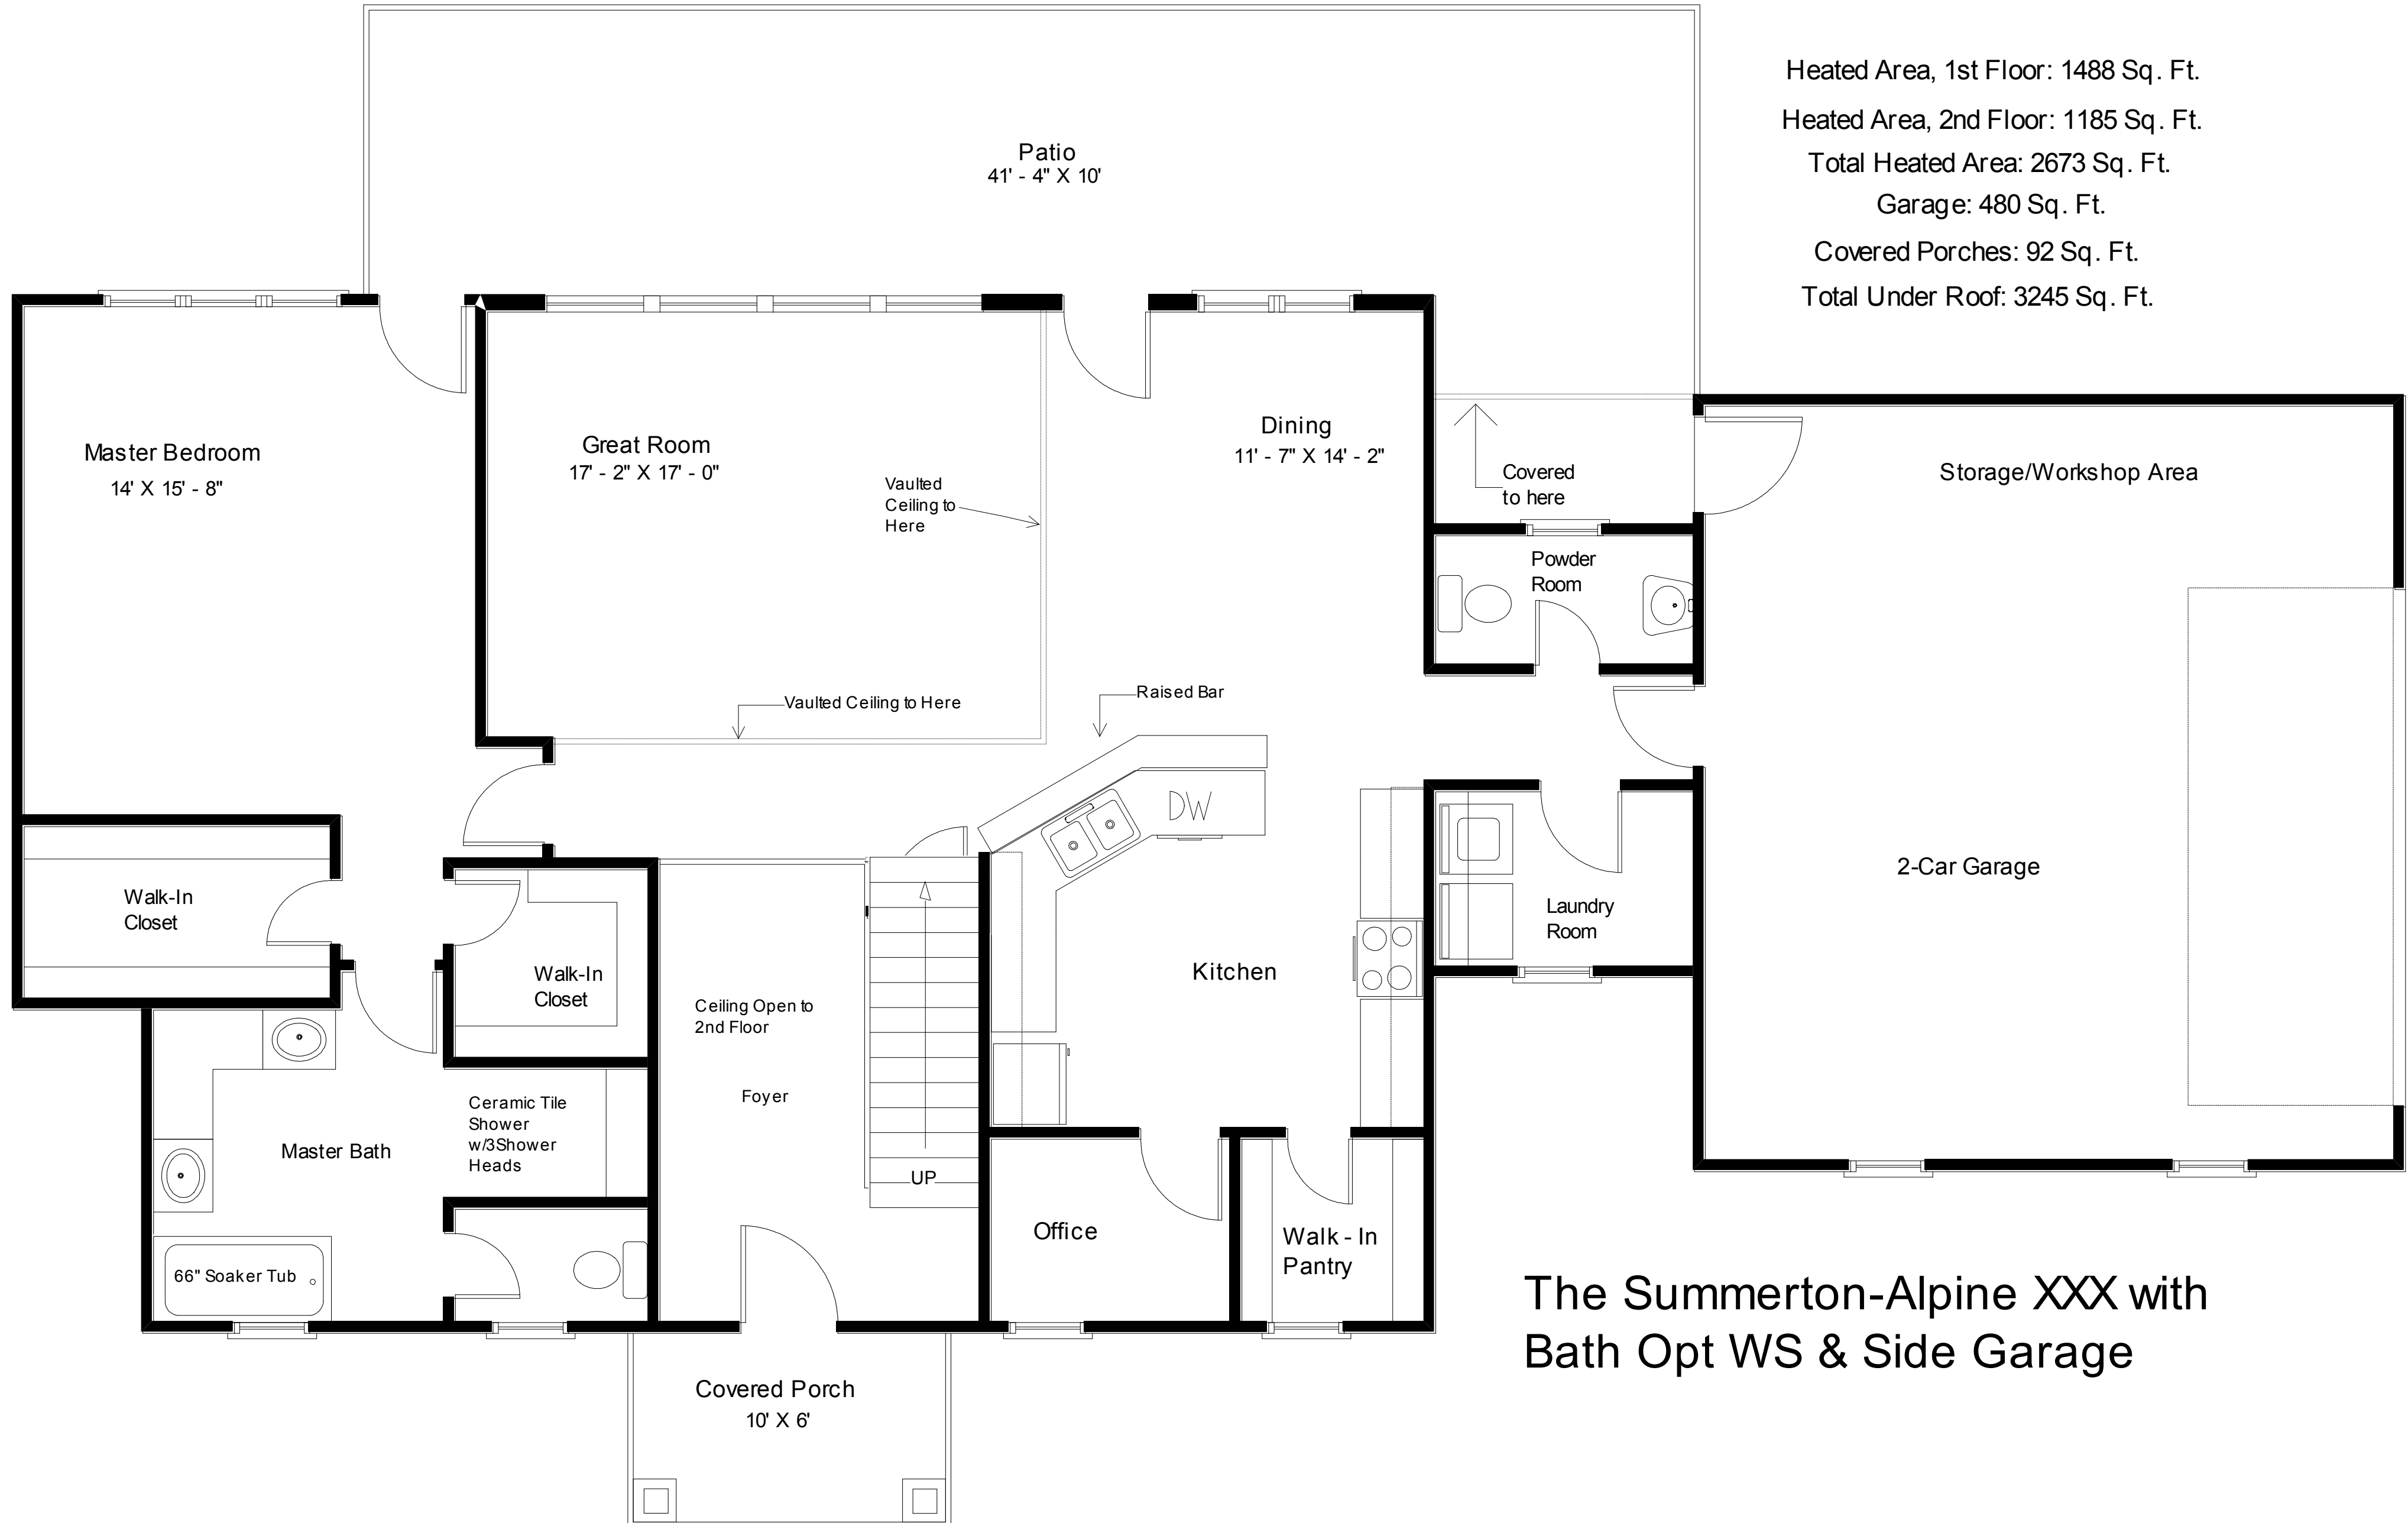 Heated Area, 1st Floor: 1488 Sq. Ft.
Heated Area, 2nd Floor: 1185 Sq. Ft.
Total Heated Area: 2673 Sq. Ft.
Garage: 480 Sq. Ft.
Covered Porches: 92 Sq. Ft.
Total Under Roof: 3245 Sq. Ft.
Patio
41' - 4" X 10'
Master Bedroom
14' X 15' - 8"
Great Room
17' - 2" X 17' - 0"
Vaulted
Ceiling to
Here
Dining
11' - 7" X 14' - 2"
Covered
to here
Storage/Workshop Area
Powder
Room
Vaulted Ceiling to Here
Raised Bar
DW
Walk-In
Closet
Walk-In
Closet
Ceiling Open to
2nd Floor
Foyer
UP
Kitchen
Laundry
Room
2-Car Garage
Master Bath
Ceramic Tile
Shower
w/3Shower
Heads
66" Soaker Tub
Office
Walk - In
Pantry
Covered Porch
10' X 6'
The Summerton-Alpine XXX with
Bath Opt WS & Side Garage